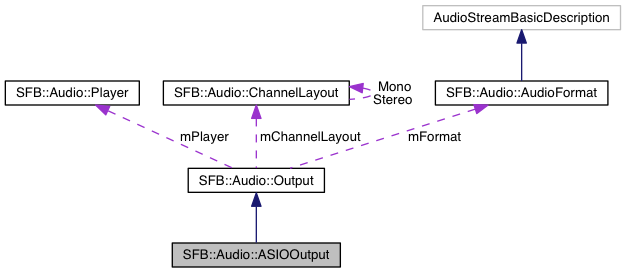 AudioStreamBasicDescription
SFB::Audio::Player
SFB::Audio::ChannelLayout
Mono
Stereo
SFB::Audio::AudioFormat
mPlayer
mChannelLayout
mFormat
SFB::Audio::Output
SFB::Audio::ASIOOutput